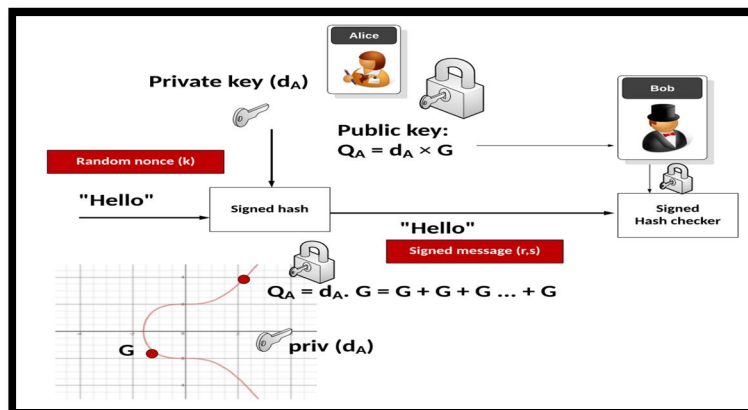 Alice
Private key (dA)
Bob
Public key:
QA = dA × G
Random nonce (k)
"Hello"
Signed hash
Signed
Hash checker
"Hello"
Signed message (r,s)
QA = dA. G = G + G + G ... + G
G
priv (dA)